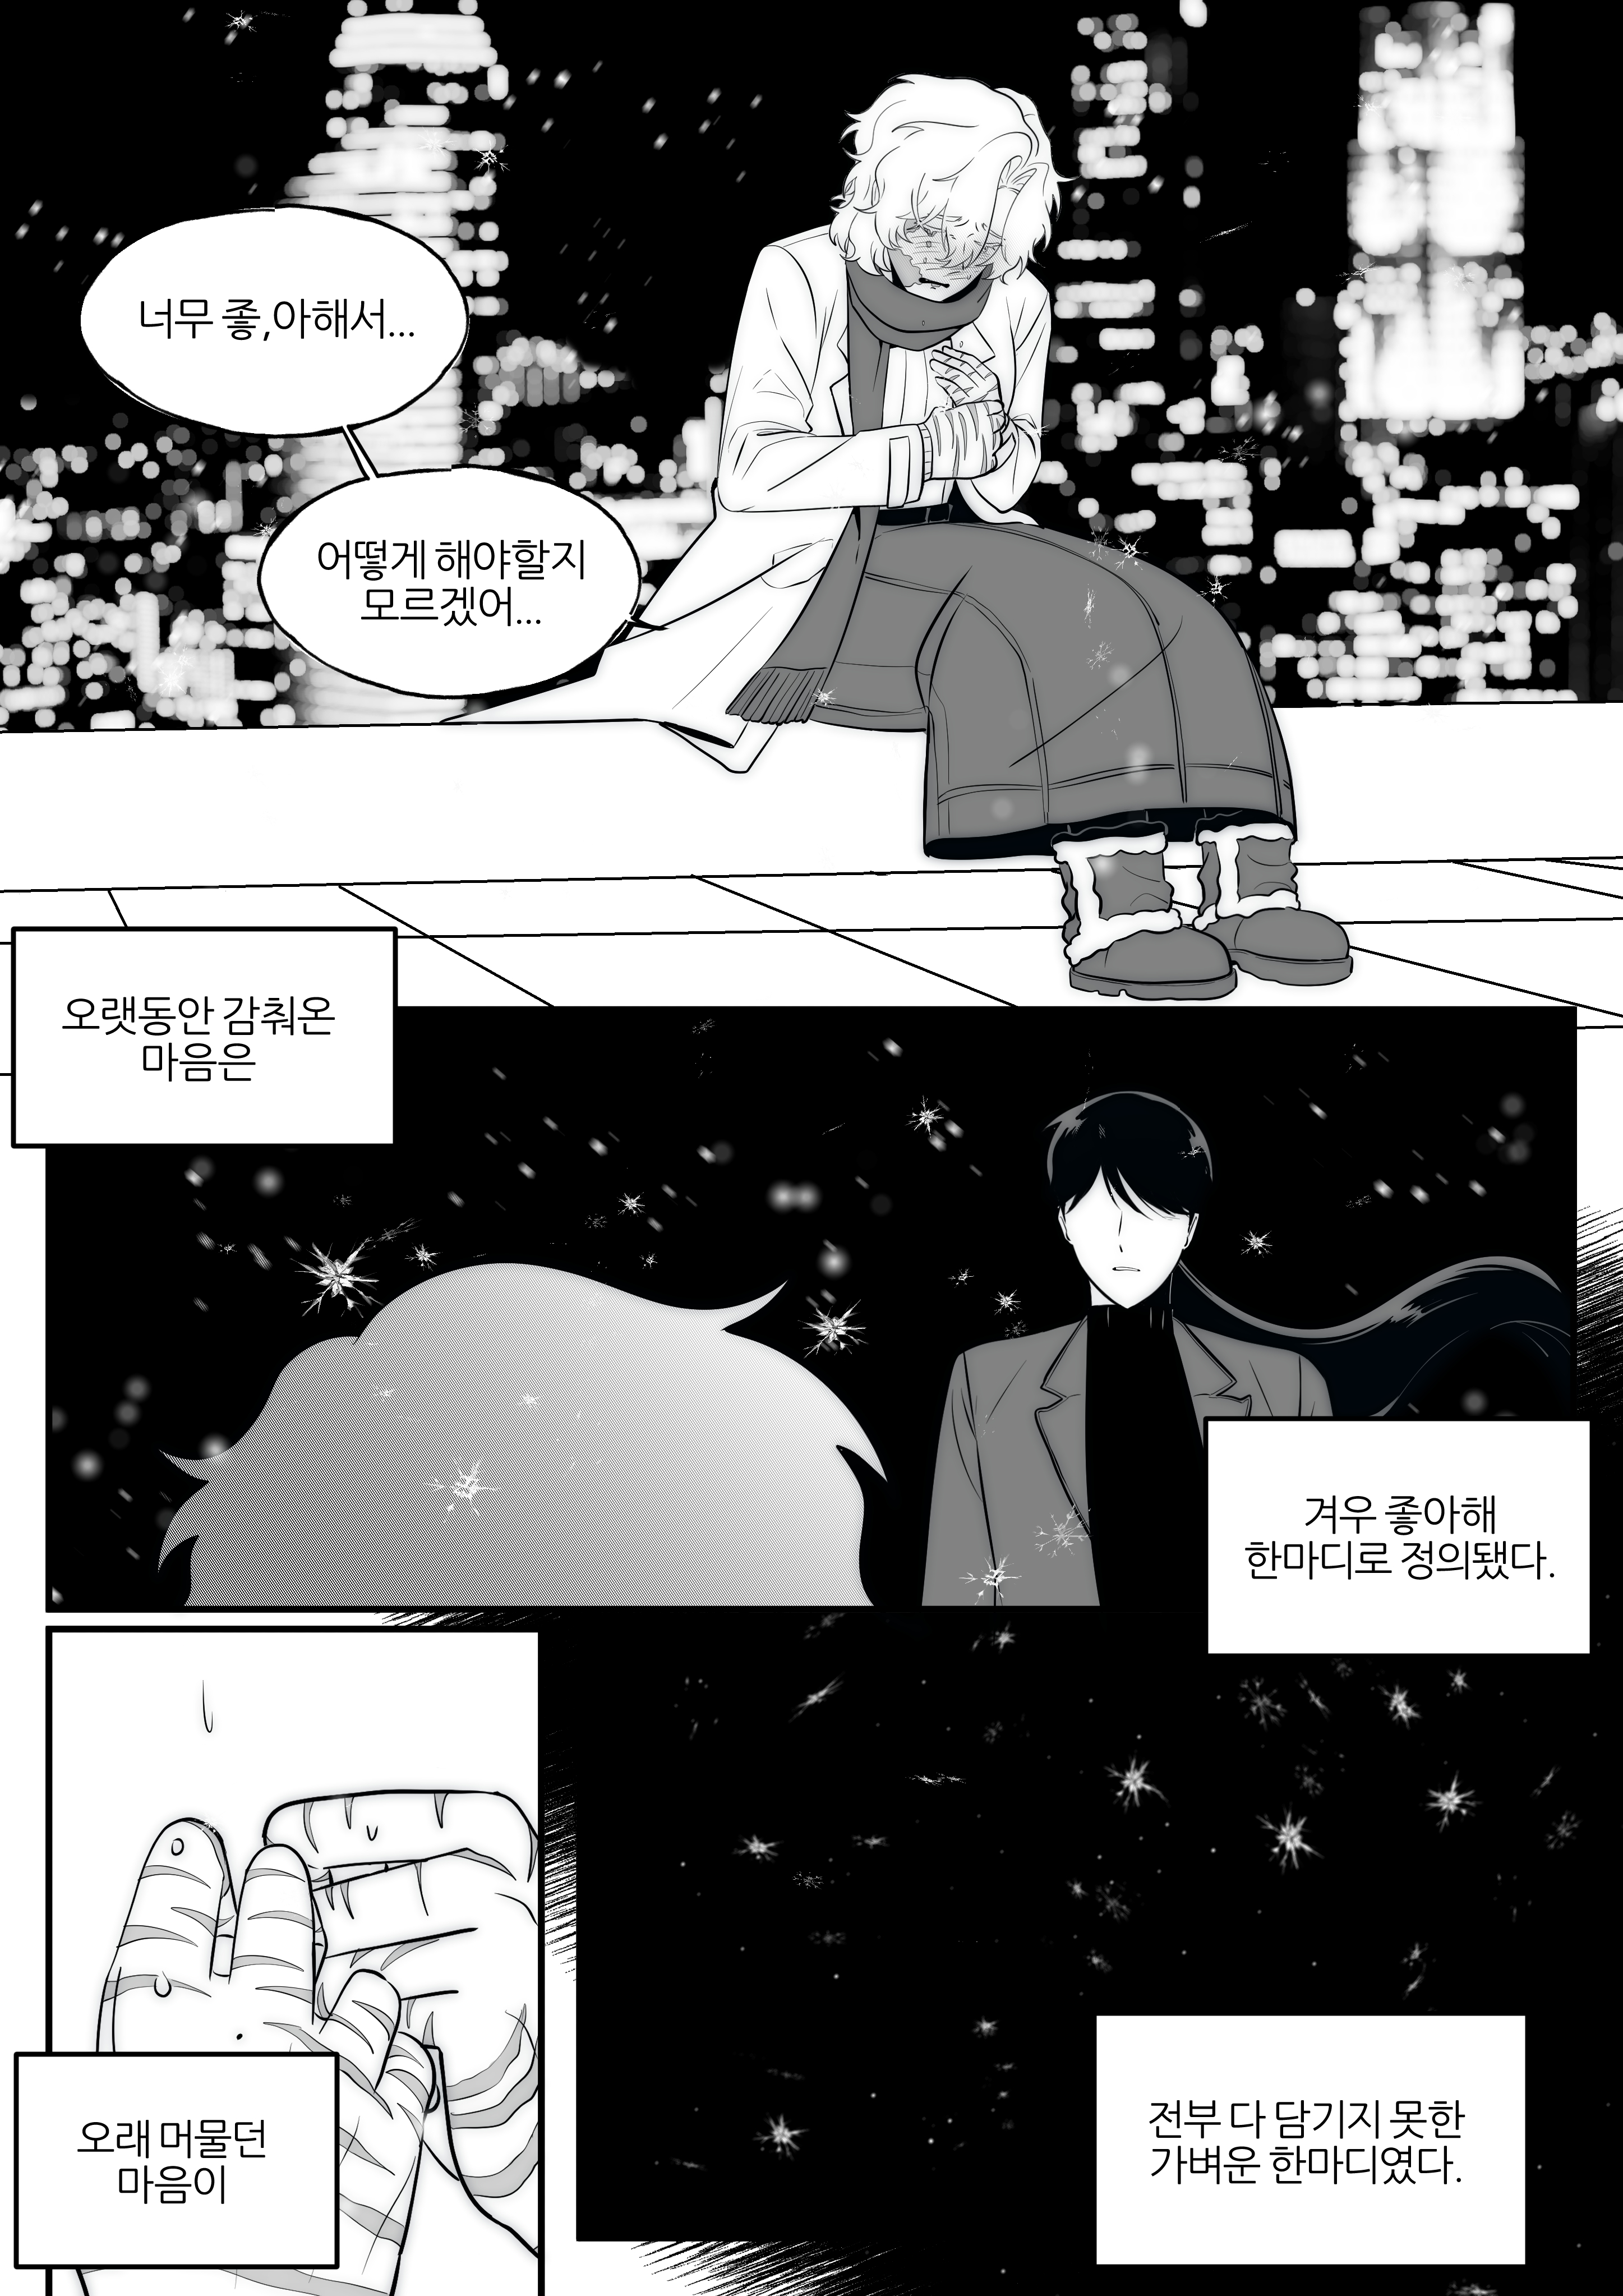 너무 좋,아해서...
어떻게 해야할지
모르겠어...
오랫동안 감춰온
마음은
겨우 좋아해
한마디로 정의됐다.
오래 머물던
마음이
전부 다 담기지 못한
가벼운 한마디였다.